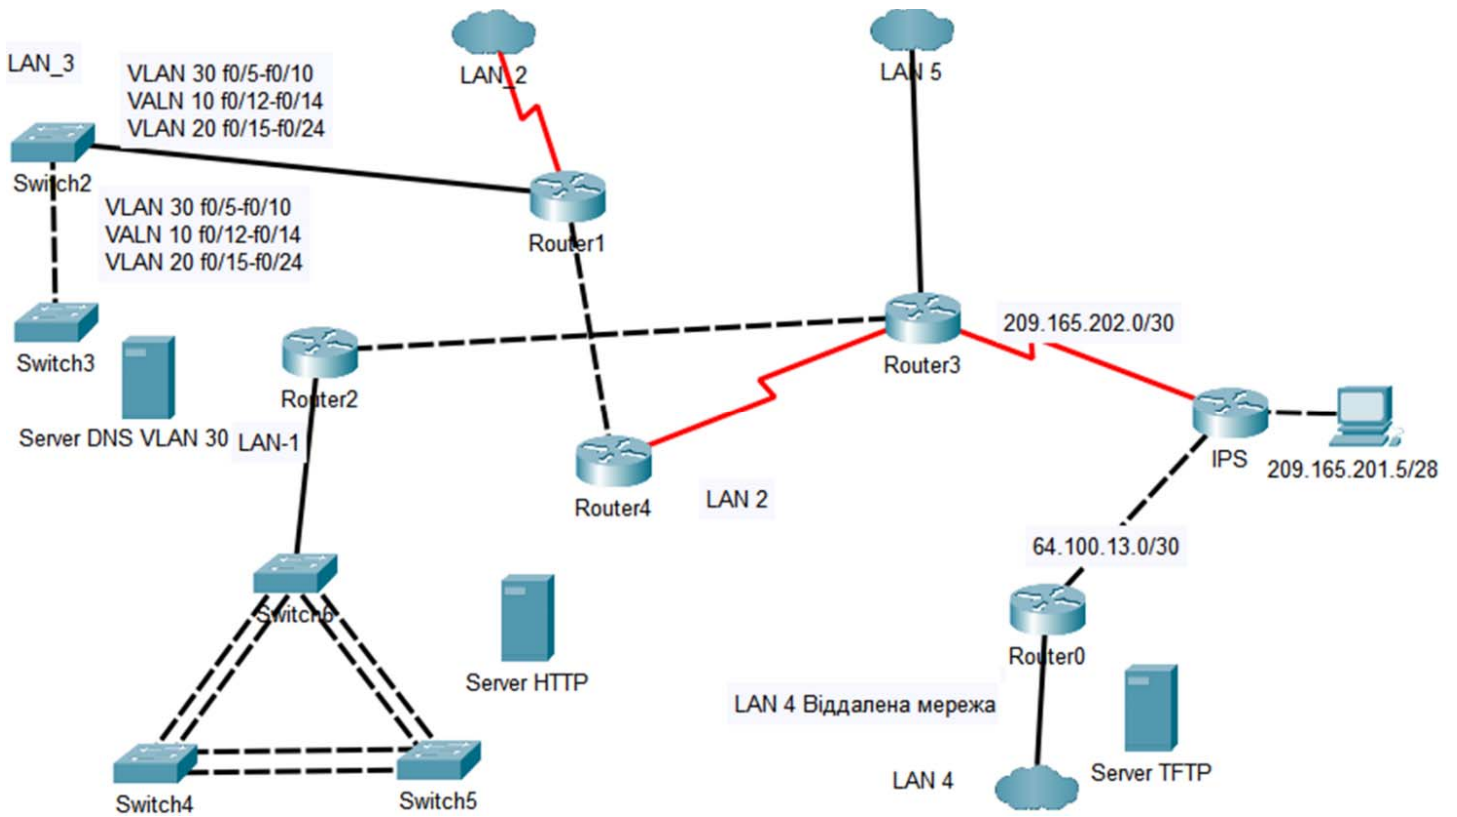 LAN_3
VLAN 30 f0/5-f0/10
VALN 10 f0/12-f0/14
VLAN 20 f0/15-f0/24
LAN_2
LAN 5
Switch2
VLAN 30 f0/5-f0/10
VALN 10 f0/12-f0/14
VLAN 20 f0/15-f0/24
Router1
209.165.202.0/30
Switch3
Router2
Router3
Server DNS VLAN 30
LAN-1
IPS
209.165.201.5/28
Router4
LAN 2
64.100.13.0/30
Switch6
Router0
Server HTTP
LAN 4 Віддалена мережа
Server TFTP
LAN 4
Switch4
Switch5